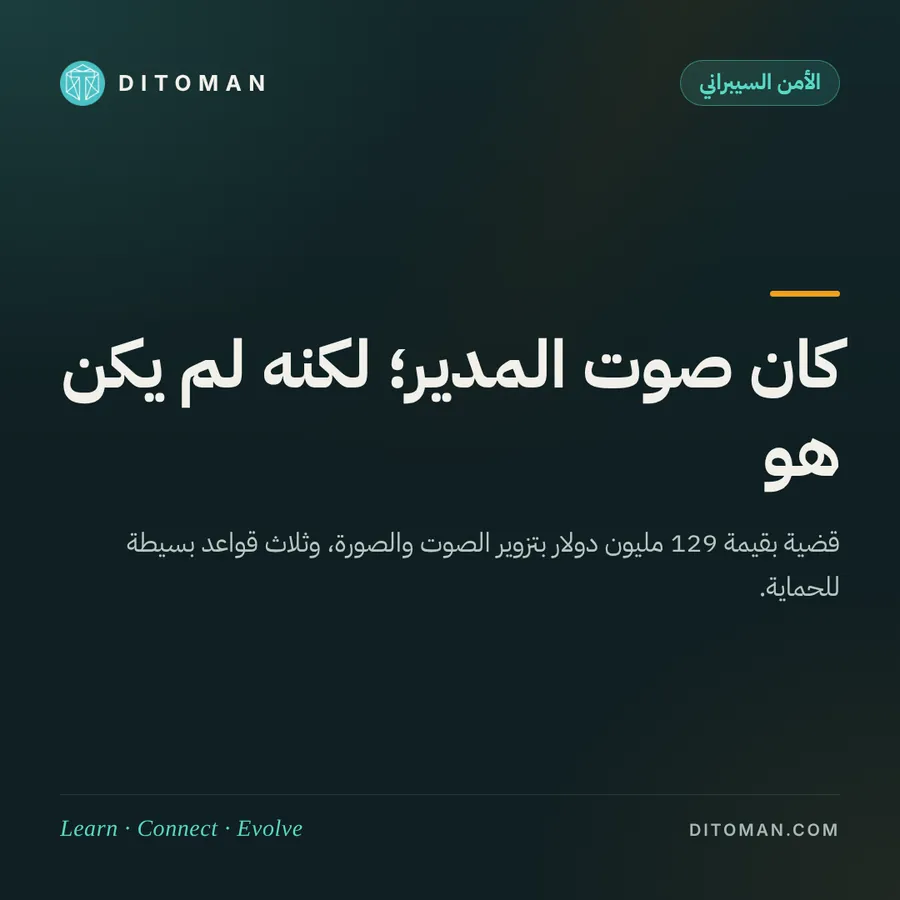 DITOMAN
الأمن السيبراني
كان صوت المدير؛ لكنه لم يكن
هو
قضية بقيمة 129 مليون دولار بتزوير الصوت والصورة، وثلاث قواعد بسيطة
للحماية.
Learn · Connect · Evolve
DITOMAN.COM